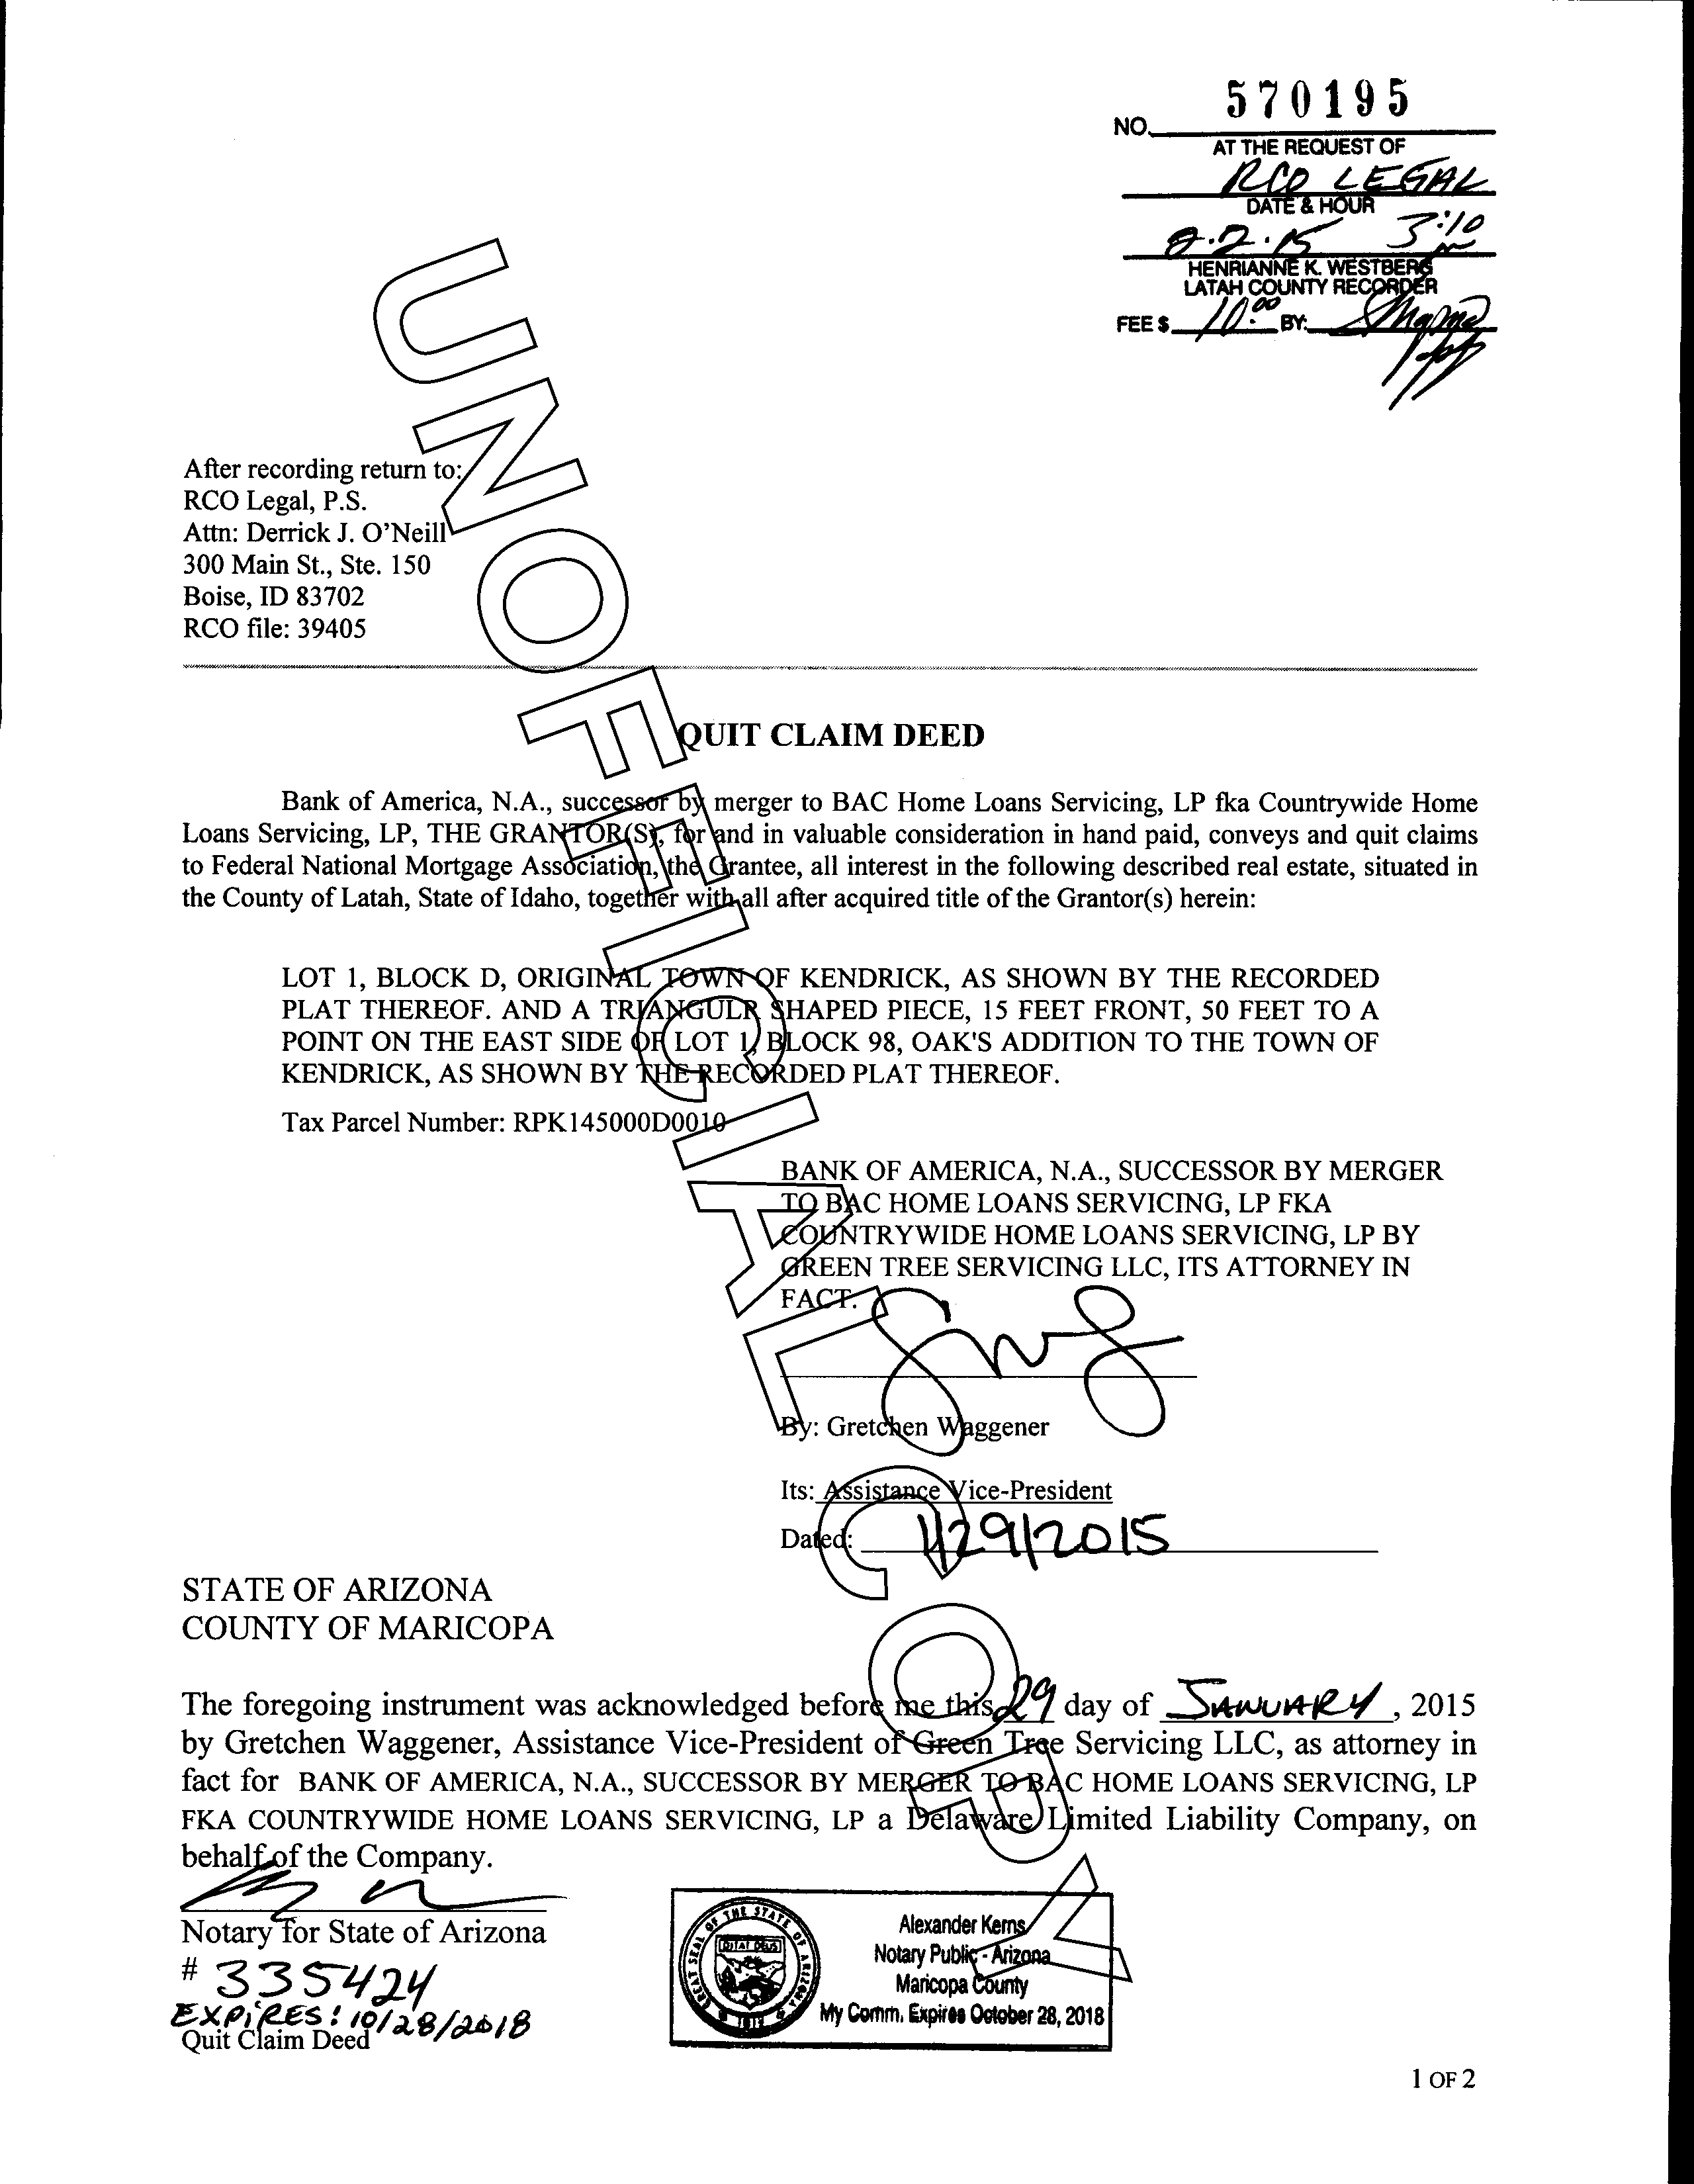 570195
NO.
AT THE REQUEST OF
RCO LEGAL
DATE & HOUR
2.2.15 3:10
HENRIANNE K. WESTBERG
LATAH COUNTY RECORDER
FEE $ 10.00 BY:
After recording return to:
RCO Legal, P.S.
Attn: Derrick J. O'Neill
300 Main St., Ste. 150
Boise, ID 83702
RCO file: 39405
QUIT CLAIM DEED
Bank of America, N.A., successor by merger to BAC Home Loans Servicing, LP fka Countrywide Home
Loans Servicing, LP, THE GRANTOR(S), for and in valuable consideration in hand paid, conveys and quit claims
to Federal National Mortgage Association, the Grantee, all interest in the following described real estate, situated in
the County of Latah, State of Idaho, together with all after acquired title of the Grantor(s) herein:
LOT 1, BLOCK D, ORIGINAL TOWN OF KENDRICK, AS SHOWN BY THE RECORDED
PLAT THEREOF. AND A TRIANGULR SHAPED PIECE, 15 FEET FRONT, 50 FEET TO A
POINT ON THE EAST SIDE OF LOT 1, BLOCK 98, OAK'S ADDITION TO THE TOWN OF
KENDRICK, AS SHOWN BY THE RECORDED PLAT THEREOF.
Tax Parcel Number: RPK145000D0010
BANK OF AMERICA, N.A., SUCCESSOR BY MERGER
TO BAC HOME LOANS SERVICING, LP FKA
COUNTRYWIDE HOME LOANS SERVICING, LP BY
GREEN TREE SERVICING LLC, ITS ATTORNEY IN
FACT.
By: Gretchen Waggener
Its: Assistance Vice-President
Dated: 1/29/2015
STATE OF ARIZONA
COUNTY OF MARICOPA
The foregoing instrument was acknowledged before me this 29 day of JANUARY, 2015
by Gretchen Waggener, Assistance Vice-President of Green Tree Servicing LLC, as attorney in
fact for BANK OF AMERICA, N.A., SUCCESSOR BY MERGER TO BAC HOME LOANS SERVICING, LP
FKA COUNTRYWIDE HOME LOANS SERVICING, LP a Delaware Limited Liability Company, on
behalf of the Company.
Notary for State of Arizona
# 335424
EXPIRES: 10/28/2018
Quit Claim Deed
GREAT SEAL OF THE STATE OF ARIZONA
DITAT DEUS
1912
Alexander Kerns
Notary Public - Arizona
Maricopa County
My Comm. Expires October 28, 2018
1 OF 2
UNOFFICIAL COPY